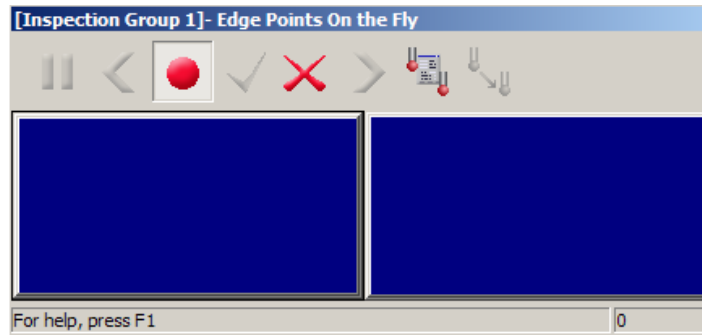 [Inspection Group 1]- Edge Points On the Fly
For help, press F1
0